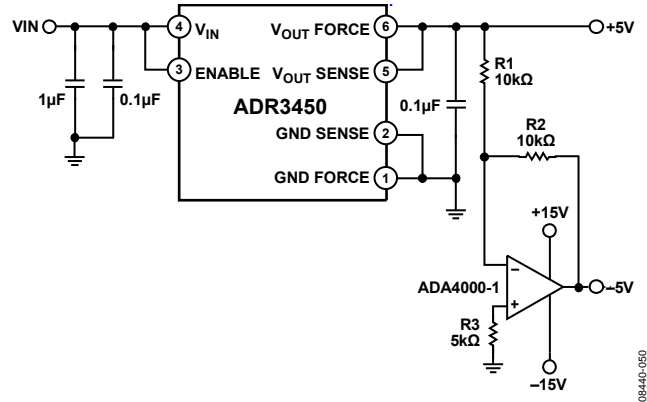 VIN
4
VIN
VOUT FORCE
6
+5V
3
ENABLE
VOUT SENSE
5
R1
10kΩ
1µF
0.1µF
ADR3450
0.1µF
R2
10kΩ
GND SENSE
2
GND FORCE
1
+15V
ADA4000-1
–
+
–5V
R3
5kΩ
–15V
08440-050